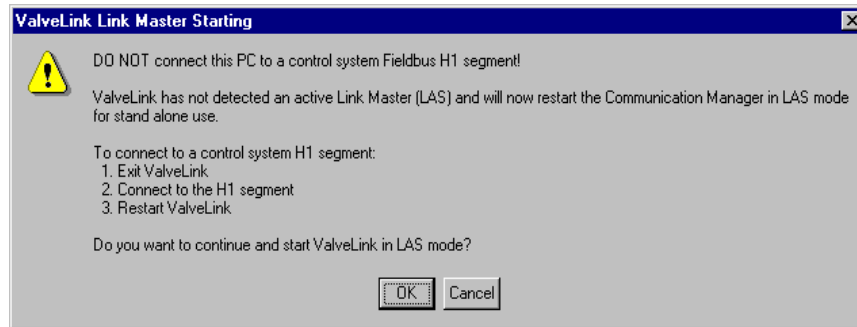 ValveLink Link Master Starting
DO NOT connect this PC to a control system Fieldbus H1 segment!
ValveLink has not detected an active Link Master (LAS) and will now restart the Communication Manager in LAS mode
for stand alone use.
To connect to a control system H1 segment:
1. Exit ValveLink
2. Connect to the H1 segment
3. Restart ValveLink
Do you want to continue and start ValveLink in LAS mode?
OK Cancel